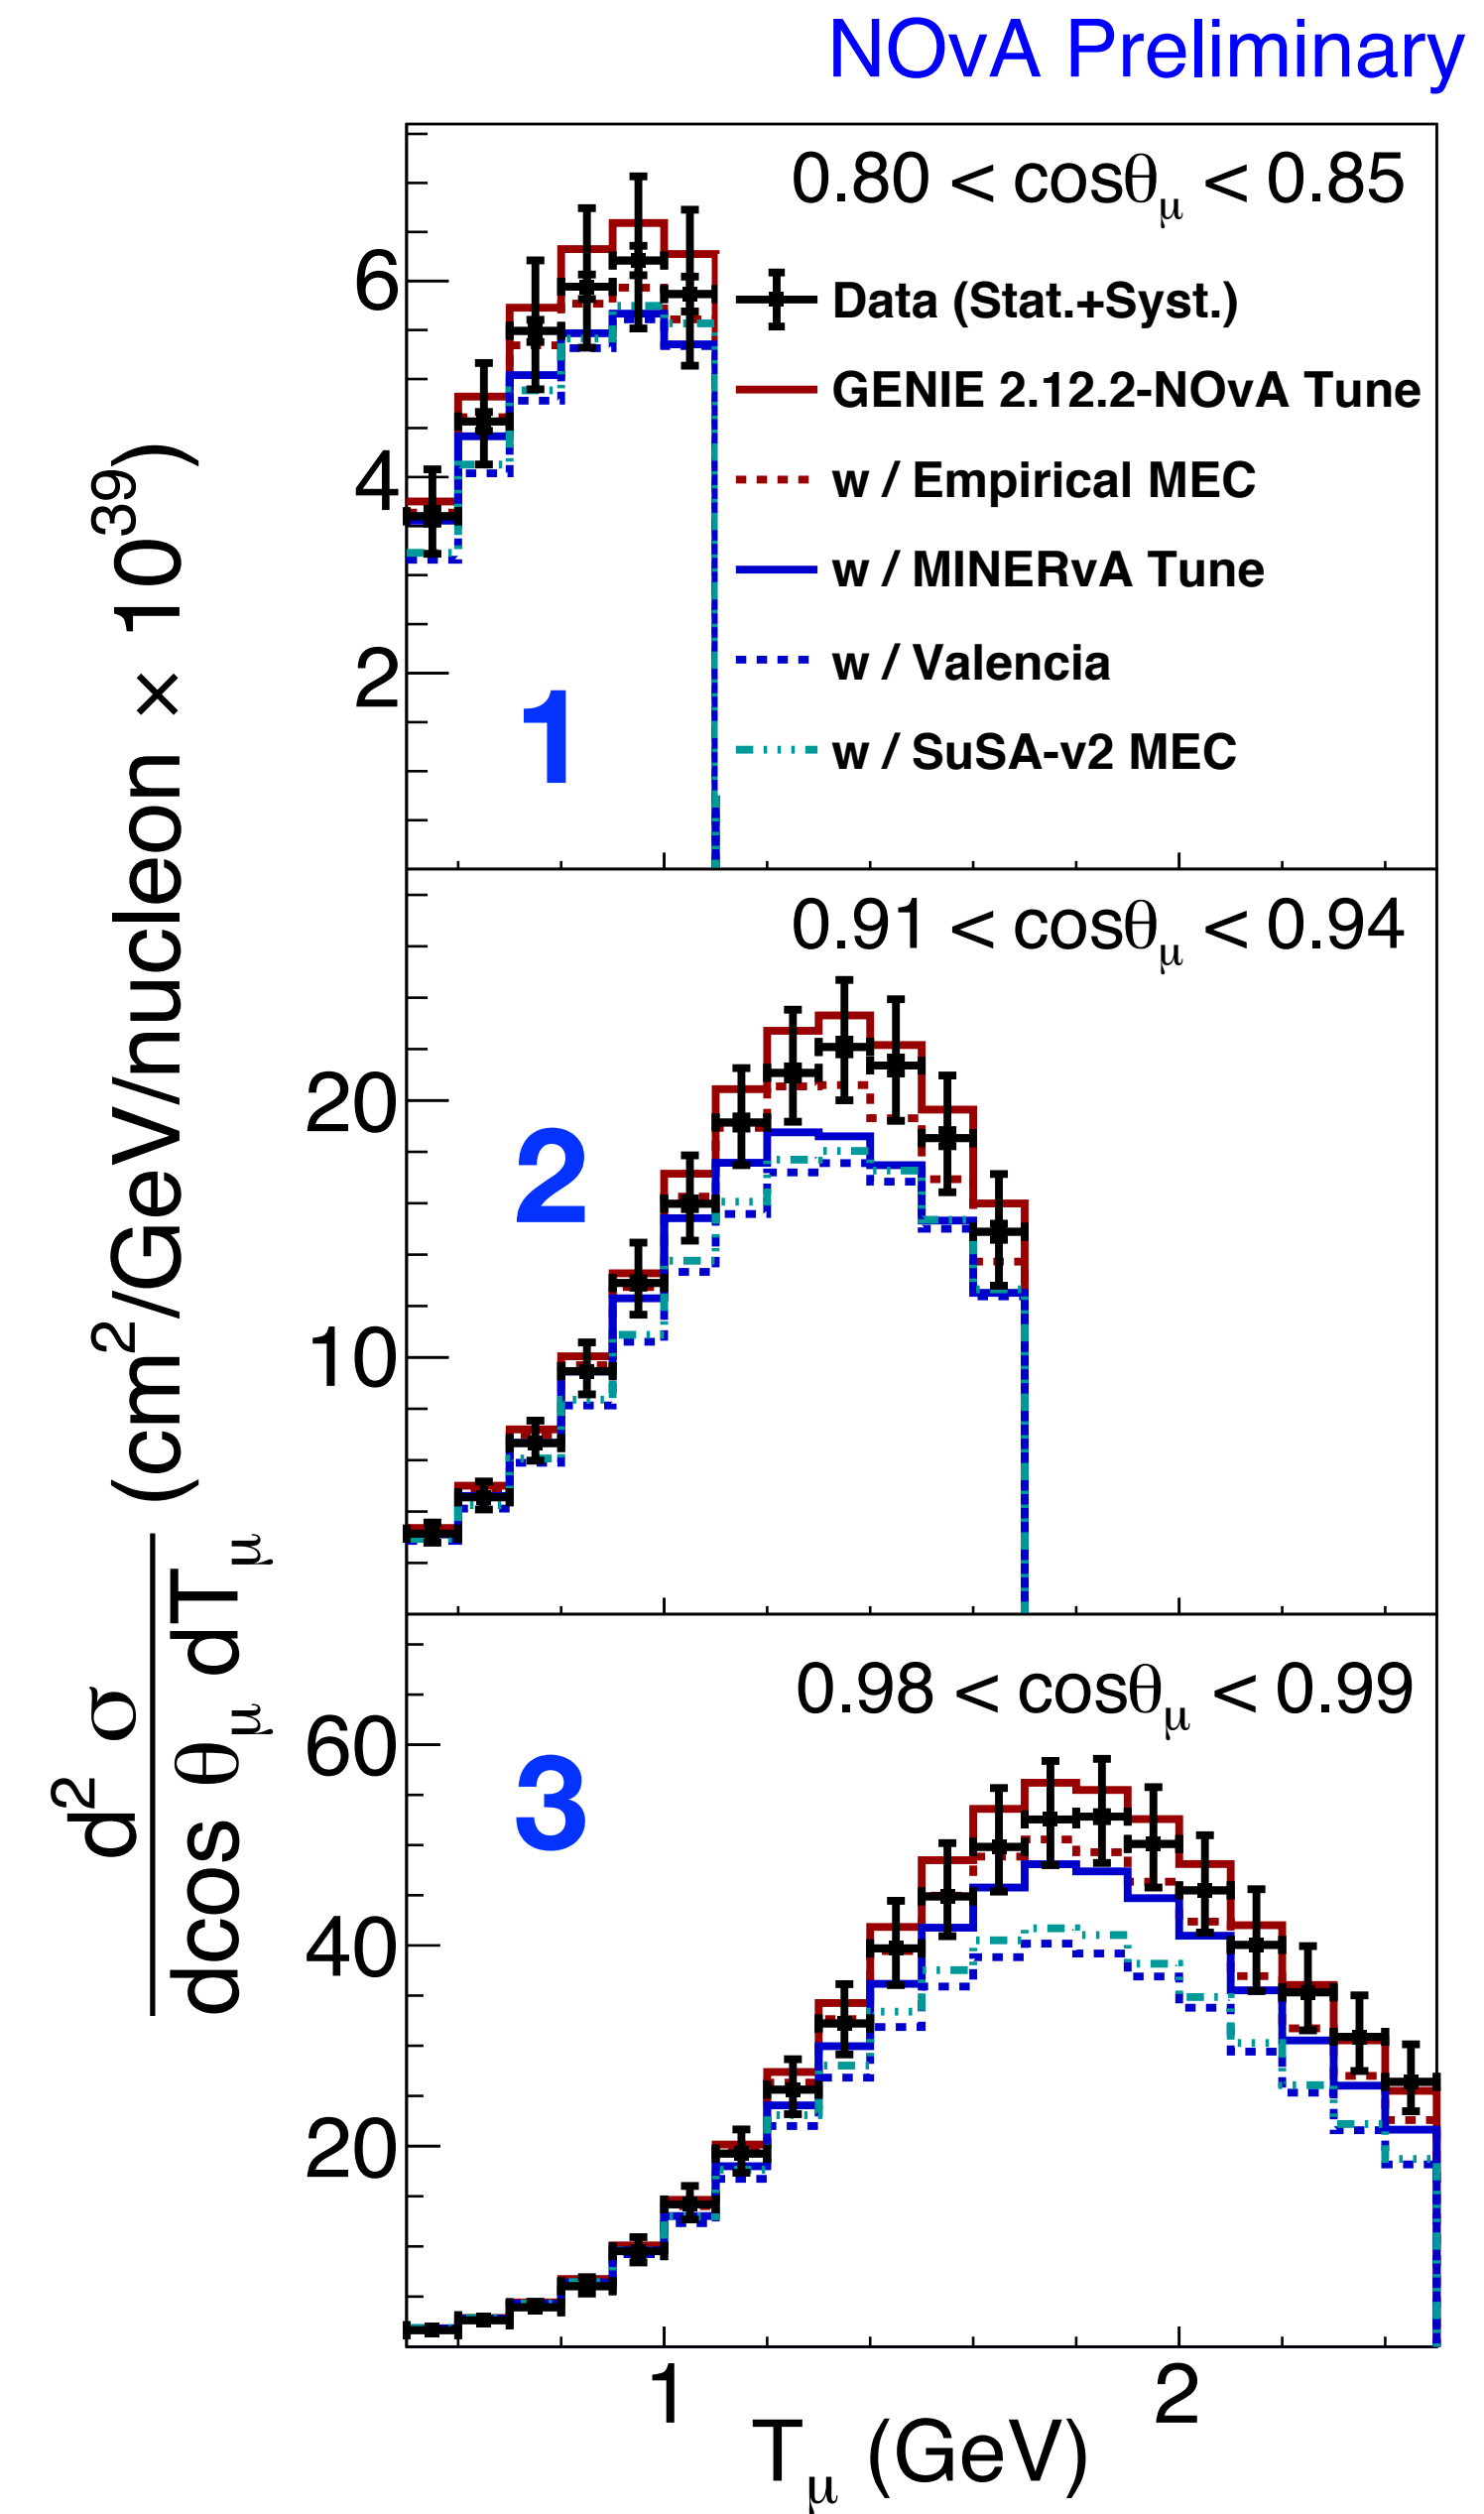 NOvA Preliminary
d² σ / dcos θμ dTμ (cm²/GeV//nucleon × 10³⁹)
0.80 < cosθμ < 0.85
Data (Stat.+Syst.)
GENIE 2.12.2-NOvA Tune
w / Empirical MEC
w / MINERvA Tune
w / Valencia
w / SuSA-v2 MEC
6
4
2
1
0.91 < cosθμ < 0.94
20
10
2
0.98 < cosθμ < 0.99
60
40
20
3
1 2
Tμ (GeV)